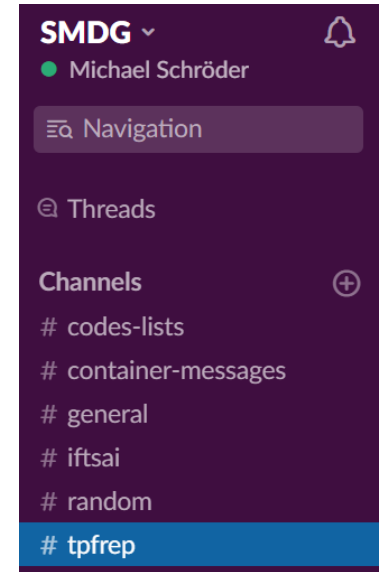 SMDG
Michael Schröder
Navigation
Threads
Channels
# codes-lists
# container-messages
# general
# iftsai
# random
# tpfrep